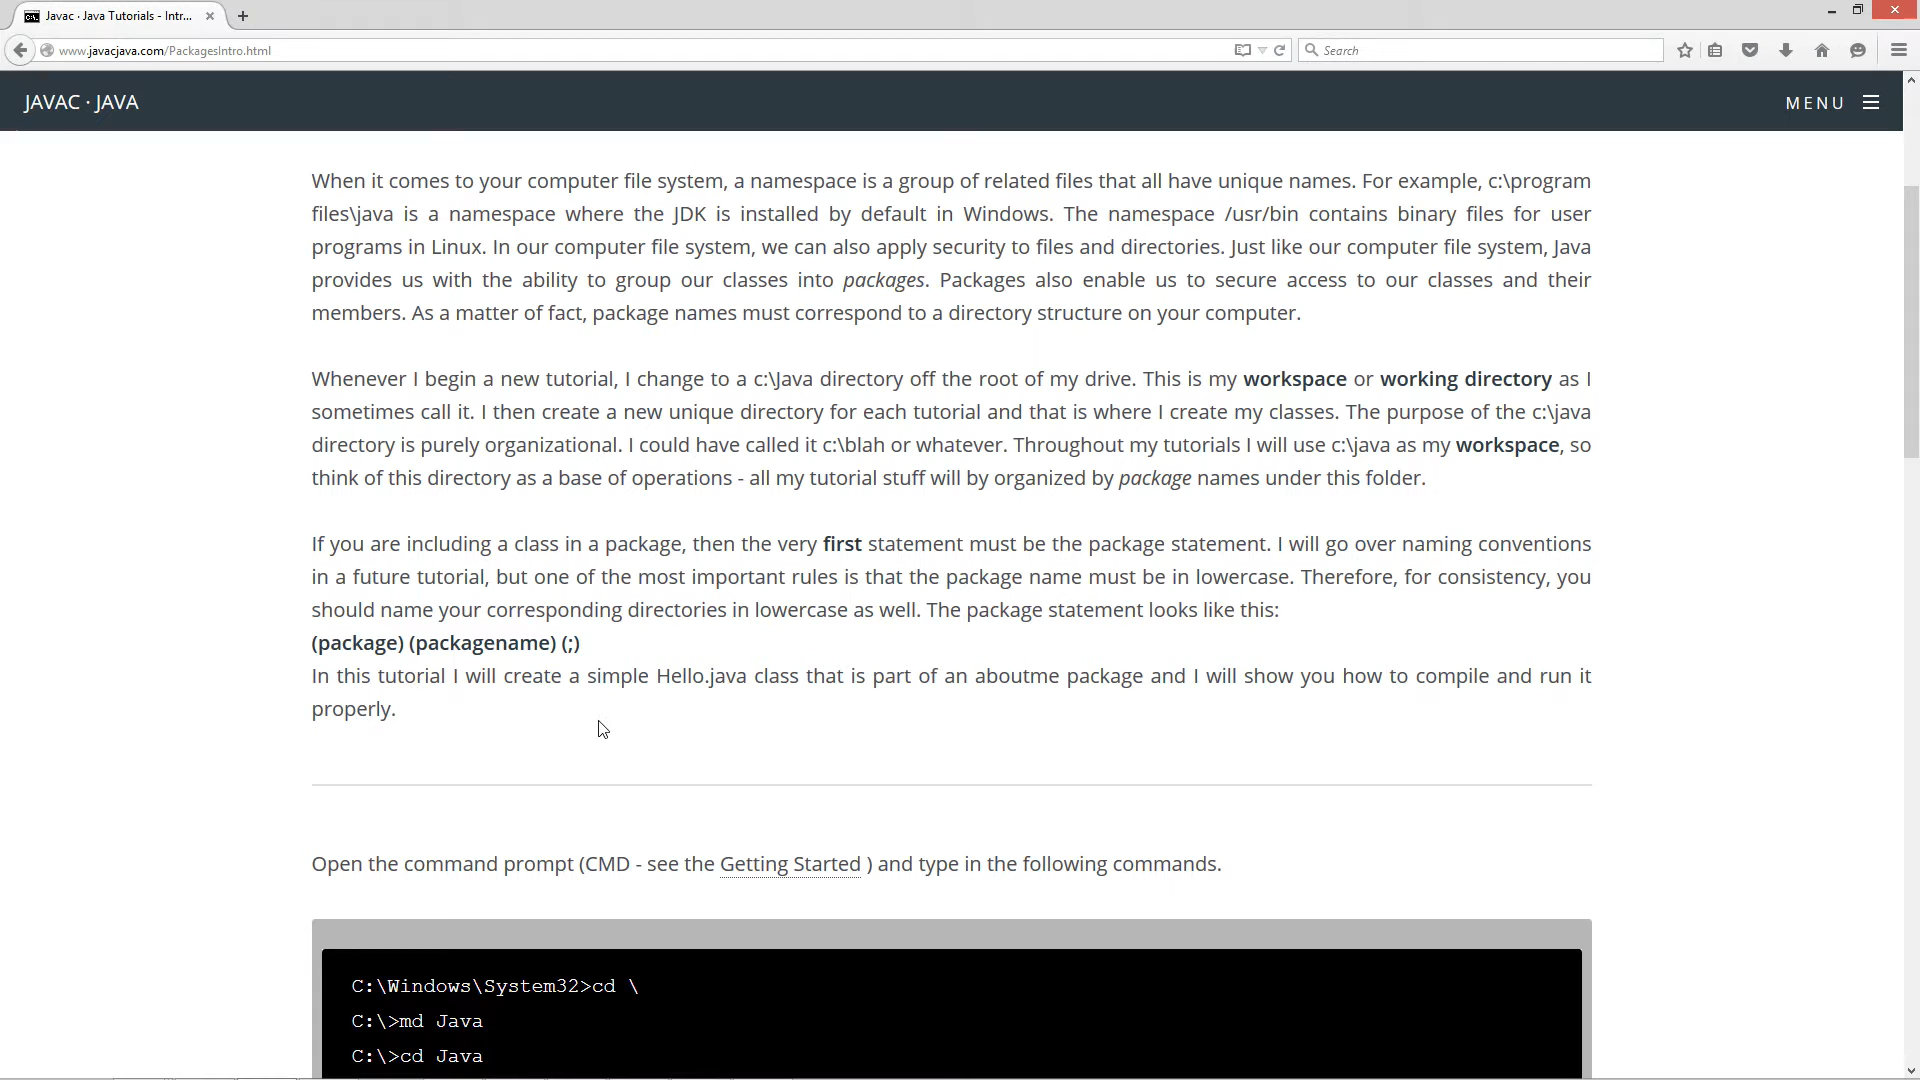 Javac · Java Tutorials - Intr...
www.javacjava.com/PackagesIntro.html
Search
JAVAC · JAVA
MENU
When it comes to your computer file system, a namespace is a group of related files that all have unique names. For example, c:\program
files\java is a namespace where the JDK is installed by default in Windows. The namespace /usr/bin contains binary files for user
programs in Linux. In our computer file system, we can also apply security to files and directories. Just like our computer file system, Java
provides us with the ability to group our classes into packages. Packages also enable us to secure access to our classes and their
members. As a matter of fact, package names must correspond to a directory structure on your computer.
Whenever I begin a new tutorial, I change to a c:\Java directory off the root of my drive. This is my workspace or working directory as I
sometimes call it. I then create a new unique directory for each tutorial and that is where I create my classes. The purpose of the c:\java
directory is purely organizational. I could have called it c:\blah or whatever. Throughout my tutorials I will use c:\java as my workspace, so
think of this directory as a base of operations - all my tutorial stuff will by organized by package names under this folder.
If you are including a class in a package, then the very first statement must be the package statement. I will go over naming conventions
in a future tutorial, but one of the most important rules is that the package name must be in lowercase. Therefore, for consistency, you
should name your corresponding directories in lowercase as well. The package statement looks like this:
(package) (packagename) (;)
In this tutorial I will create a simple Hello.java class that is part of an aboutme package and I will show you how to compile and run it
properly.
Open the command prompt (CMD - see the Getting Started ) and type in the following commands.
C:\Windows\System32>cd \
C:\>md Java
C:\>cd Java